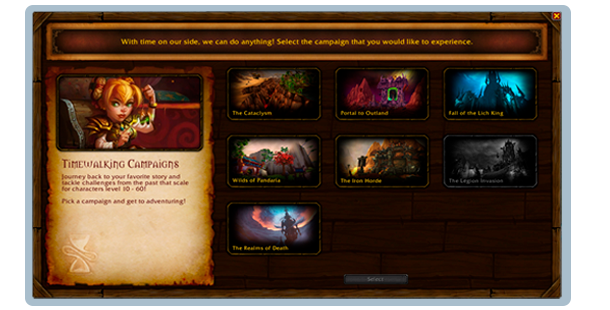 With time on our side, we can do anything! Select the campaign that you would like to experience.
Timewalking Campaigns
Journey back to your favorite story and
tackle challenges from the past that scale
for characters level 10 - 60!
Pick a campaign and get to adventuring!
The Cataclysm
Portal to Outland
Fall of the Lich King
Wilds of Pandaria
The Iron Horde
The Legion Invasion
The Realms of Death
Select